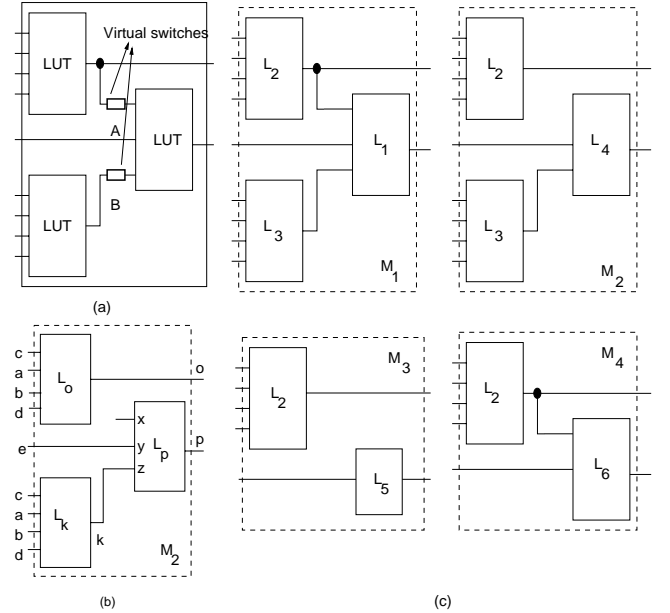 Virtual switches
LUT
A
LUT
B
LUT
(a)
L2
L1
L3
M1
L2
L4
L3
M2
c
a
b
d
Lo
o
x
e
y
Lp
p
z
c
a
b
d
Lk
k
M2
(b)
M3
L2
L5
M4
L2
L6
(c)